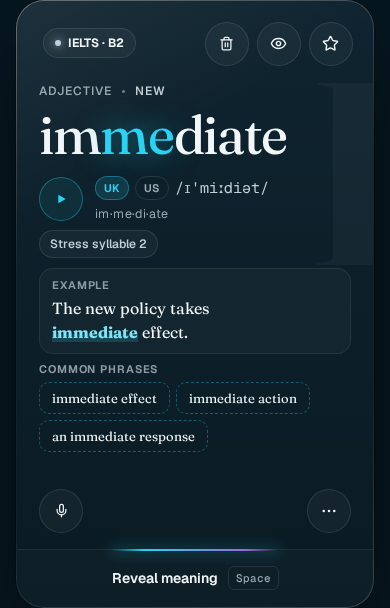 IELTS · B2
ADJECTIVE • NEW
immediate
UK US /ɪˈmiːdiət/
im·me·di·ate
Stress syllable 2
EXAMPLE
The new policy takes
immediate effect.
COMMON PHRASES
immediate effect immediate action
an immediate response
Reveal meaning Space